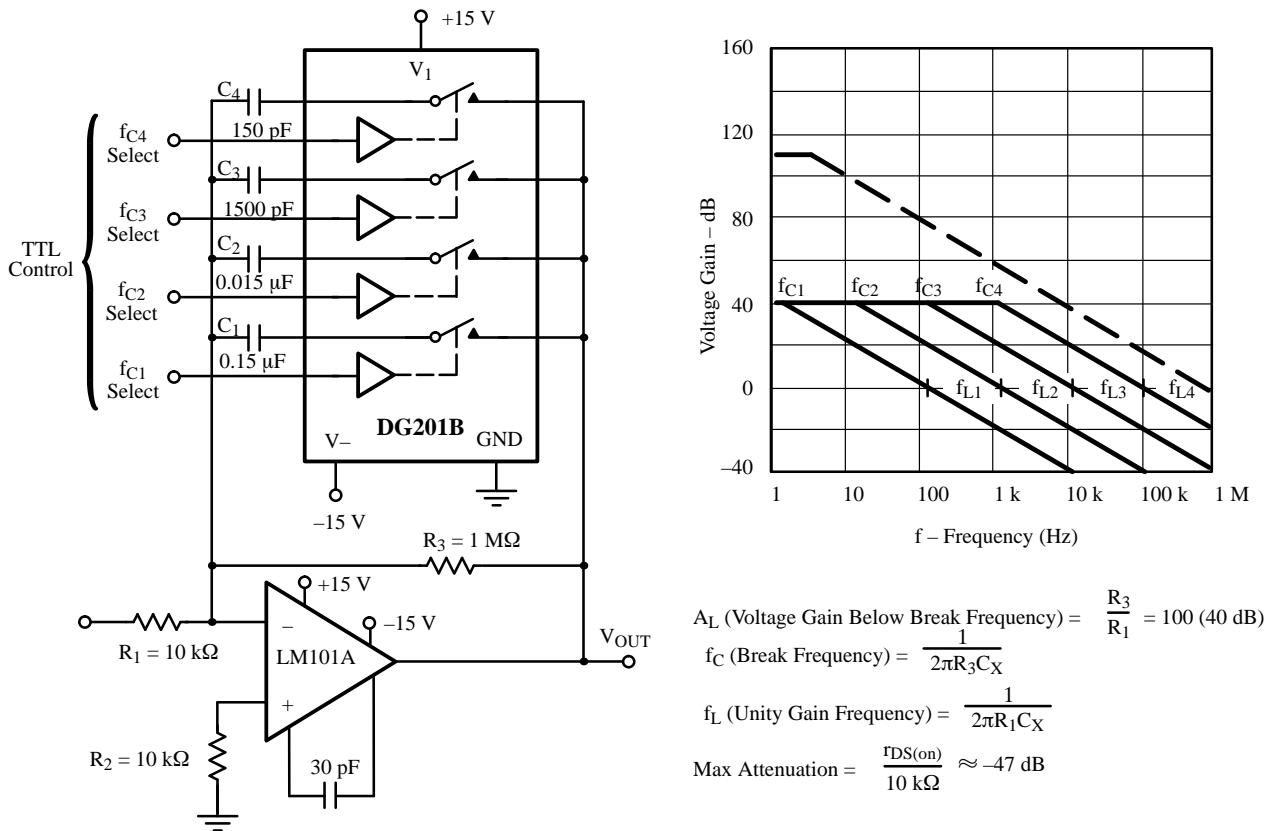 +15 V
V1
C4
150 pF
fC4
Select
C3
1500 pF
fC3
Select
TTL
Control
C2
0.015 μF
fC2
Select
C1
0.15 μF
fC1
Select
DG201B
V–
GND
–15 V
R3 = 1 MΩ
+15 V
–15 V
R1 = 10 kΩ
–
LM101A
+
VOUT
R2 = 10 kΩ
30 pF
160
120
80
40
0
–40
Voltage Gain – dB
fC1 fC2 fC3 fC4
fL1 fL2 fL3 fL4
1 10 100 1 k 10 k 100 k 1 M
f – Frequency (Hz)
AL (Voltage Gain Below Break Frequency) = R3/R1 = 100 (40 dB)
fC (Break Frequency) = 1/2πR3CX
fL (Unity Gain Frequency) = 1/2πR1CX
Max Attenuation = rDS(on)/10 kΩ ≈ –47 dB